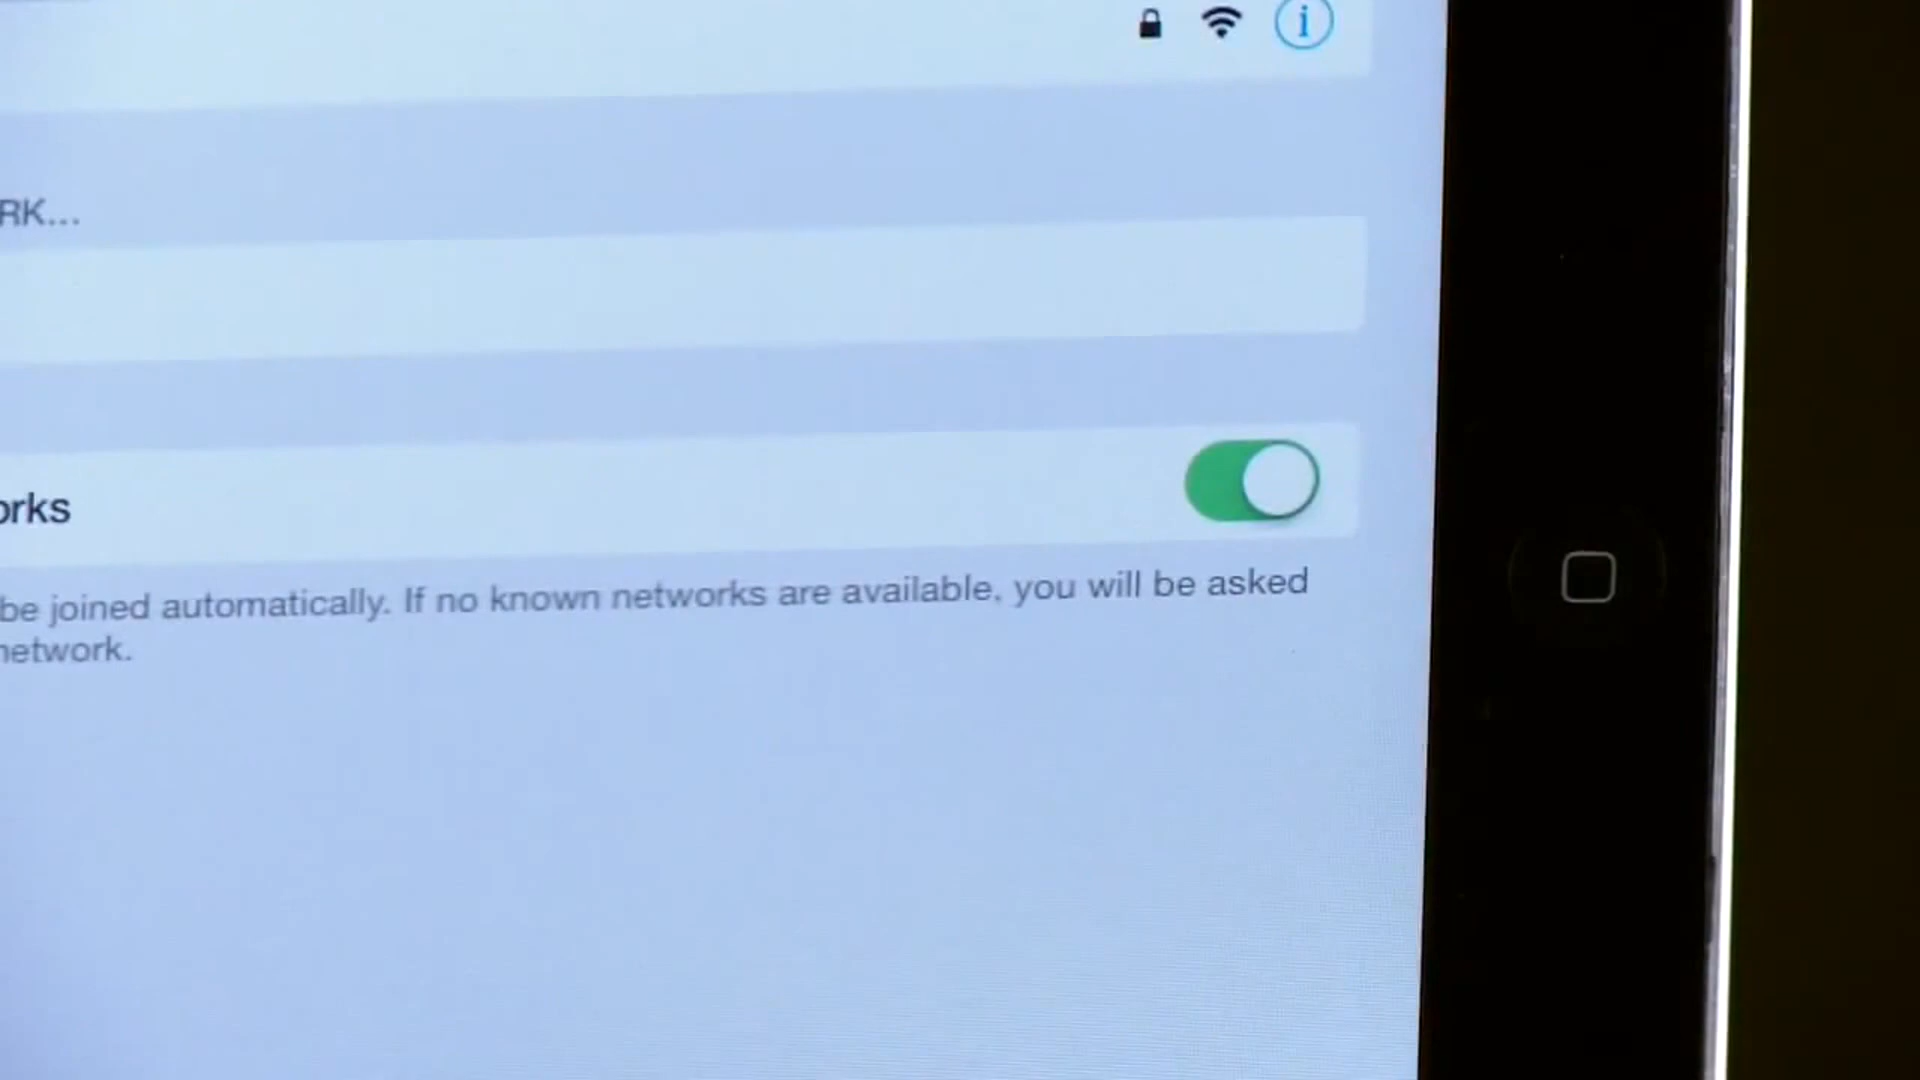 RK...
orks
be joined automatically. If no known networks are available, you will be asked
network.